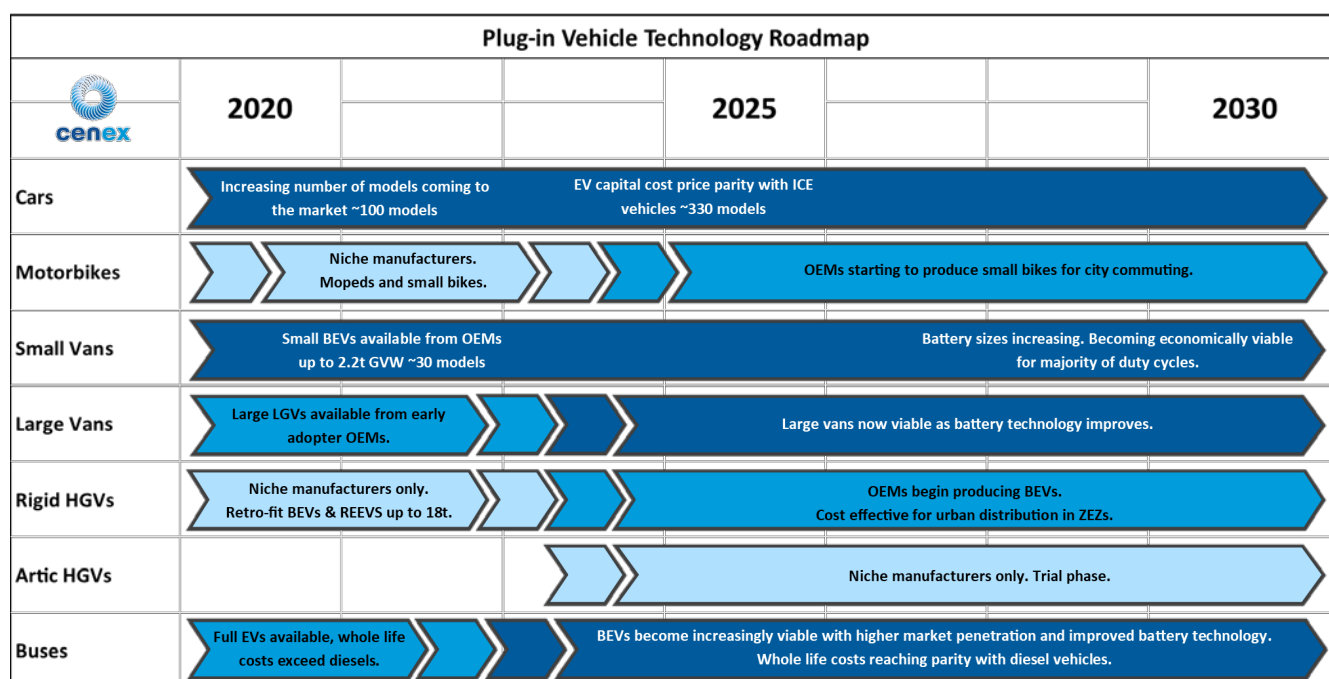 Plug-in Vehicle Technology Roadmap
cenex
2020
2025
2030
Cars
Increasing number of models coming to
the market ~100 models
EV capital cost price parity with ICE
vehicles ~330 models
Motorbikes
Niche manufacturers.
Mopeds and small bikes.
OEMs starting to produce small bikes for city commuting.
Small Vans
Small BEVs available from OEMs
up to 2.2t GVW ~30 models
Battery sizes increasing. Becoming economically viable
for majority of duty cycles.
Large Vans
Large LGVs available from early
adopter OEMs.
Large vans now viable as battery technology improves.
Rigid HGVs
Niche manufacturers only.
Retro-fit BEVs & REEVS up to 18t.
OEMs begin producing BEVs.
Cost effective for urban distribution in ZEZs.
Artic HGVs
Niche manufacturers only. Trial phase.
Buses
Full EVs available, whole life
costs exceed diesels.
BEVs become increasingly viable with higher market penetration and improved battery technology.
Whole life costs reaching parity with diesel vehicles.